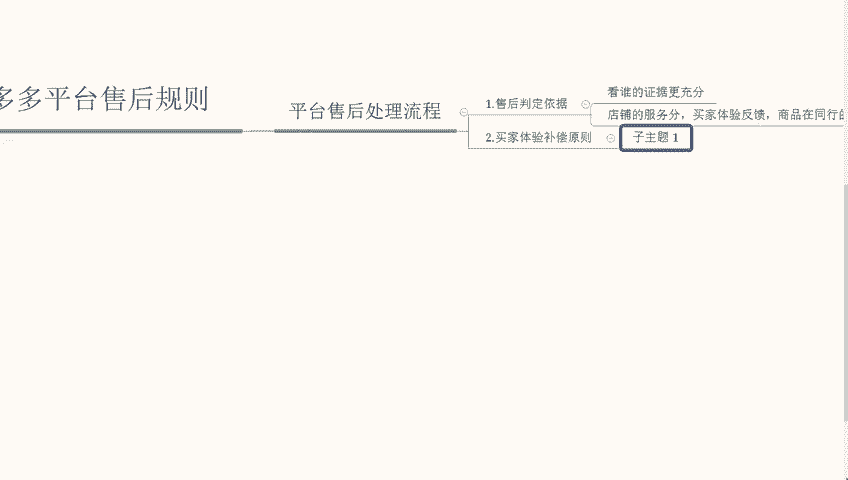 多多平台售后规则
平台售后处理流程
1.售后判定依据
看谁的证据更充分
店铺的服务分，买家体验反馈，商品在同行的
2.买家体验补偿原则
子主题 1